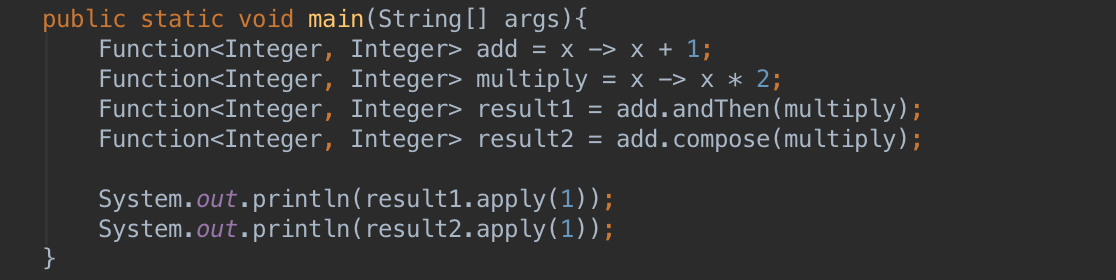 public static void main(String[] args){
    Function<Integer, Integer> add = x -> x + 1;
    Function<Integer, Integer> multiply = x -> x * 2;
    Function<Integer, Integer> result1 = add.andThen(multiply);
    Function<Integer, Integer> result2 = add.compose(multiply);

    System.out.println(result1.apply(1));
    System.out.println(result2.apply(1));
}